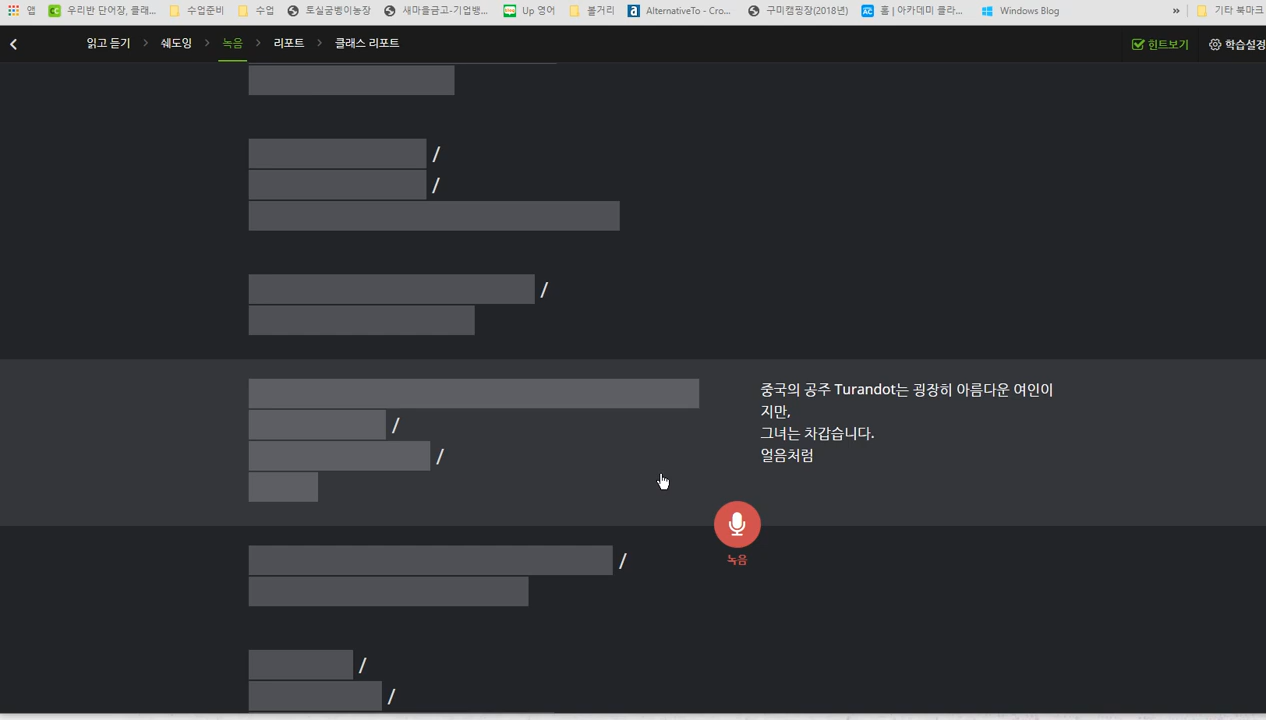 앱 우리반 단어장, 클래... 수업준비 수업 토실굼벵이농장 새마을금고-기업뱅... Up 영어 볼거리 AlternativeTo - Cro... 구미캠핑장(2018년) 홈 | 아카데미 클라... Windows Blog » 기타 북마크
읽고 듣기 쉐도잉 녹음 리포트 클래스 리포트 힌트보기 학습설정
/
/
/
중국의 공주 Turandot는 굉장히 아름다운 여인이
지만,
/
그녀는 차갑습니다.
/
얼음처럼
녹음
/
/
/